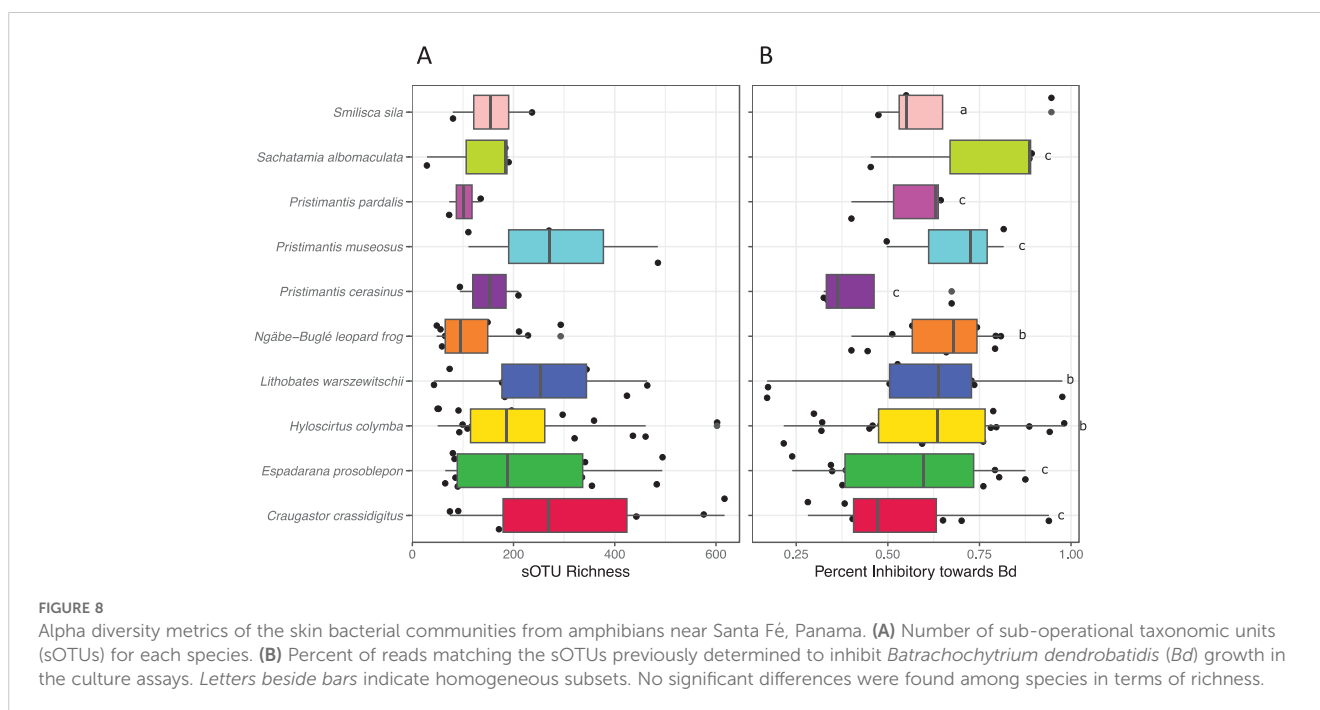 A
B
Smilisca sila
a
Sachatamia albomaculata
c
Pristimantis pardalis
c
Pristimantis museosus
c
Pristimantis cerasinus
c
Ngäbe–Buglé leopard frog
b
Lithobates warszewitschii
b
Hyloscirtus colymba
b
Espadarana prosoblepon
c
Craugastor crassidigitus
c
0 200 400 600
0.25 0.50 0.75 1.00
sOTU Richness
Percent Inhibitory towards Bd
FIGURE 8
Alpha diversity metrics of the skin bacterial communities from amphibians near Santa Fé, Panama. (A) Number of sub-operational taxonomic units
(sOTUs) for each species. (B) Percent of reads matching the sOTUs previously determined to inhibit Batrachochytrium dendrobatidis (Bd) growth in
the culture assays. Letters beside bars indicate homogeneous subsets. No significant differences were found among species in terms of richness.